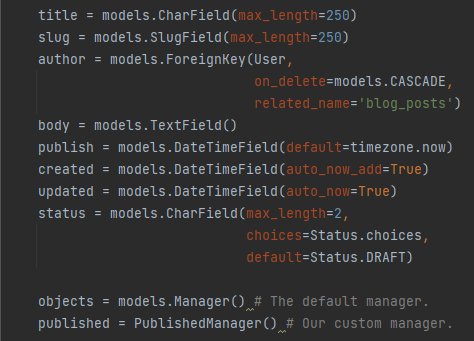 title = models.CharField(max_length=250)
slug = models.SlugField(max_length=250)
author = models.ForeignKey(User,
on_delete=models.CASCADE,
related_name='blog_posts')
body = models.TextField()
publish = models.DateTimeField(default=timezone.now)
created = models.DateTimeField(auto_now_add=True)
updated = models.DateTimeField(auto_now=True)
status = models.CharField(max_length=2,
choices=Status.choices,
default=Status.DRAFT)
objects = models.Manager() # The default manager.
published = PublishedManager() # Our custom manager.